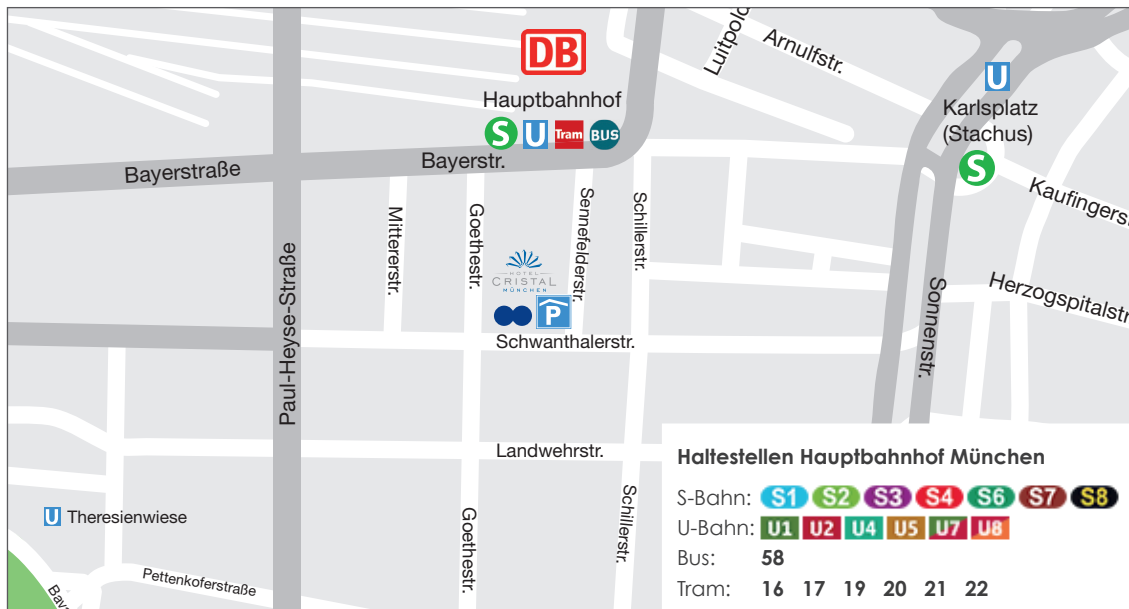 DB
Hauptbahnhof
S U Tram BUS
Luitpold
Arnulfstr.
U
Karlsplatz
(Stachus)
S
Kaufingerst
Bayerstraße
Bayerstr.
Mittererstr.
Goethestr.
Sennefelderstr.
Schillerstr.
HOTEL
CRISTAL
MÜNCHEN
P
Schwanthalerstr.
Paul-Heyse-Straße
Sonnenstr.
Herzogspitalstr
Landwehrstr.
Goethestr.
Schillerstr.
U Theresienwiese
Pettenkoferstraße
Baya
Haltestellen Hauptbahnhof München
S-Bahn: S1 S2 S3 S4 S6 S7 S8
U-Bahn: U1 U2 U4 U5 U7 U8
Bus: 58
Tram: 16 17 19 20 21 22